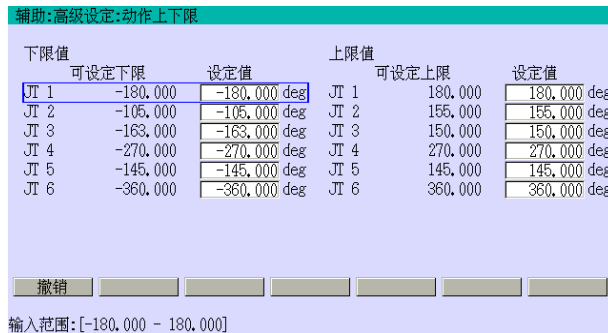 辅助:高级设定:动作上下限
下限值 上限值
可设定下限 设定值 可设定上限 设定值
JT 1 -180.000 -180.000 deg JT 1 180.000 180.000 deg
JT 2 -105.000 -105.000 deg JT 2 155.000 155.000 deg
JT 3 -163.000 -163.000 deg JT 3 150.000 150.000 deg
JT 4 -270.000 -270.000 deg JT 4 270.000 270.000 deg
JT 5 -145.000 -145.000 deg JT 5 145.000 145.000 deg
JT 6 -360.000 -360.000 deg JT 6 360.000 360.000 deg
撤销
输入范围:[-180.000 - 180.000]